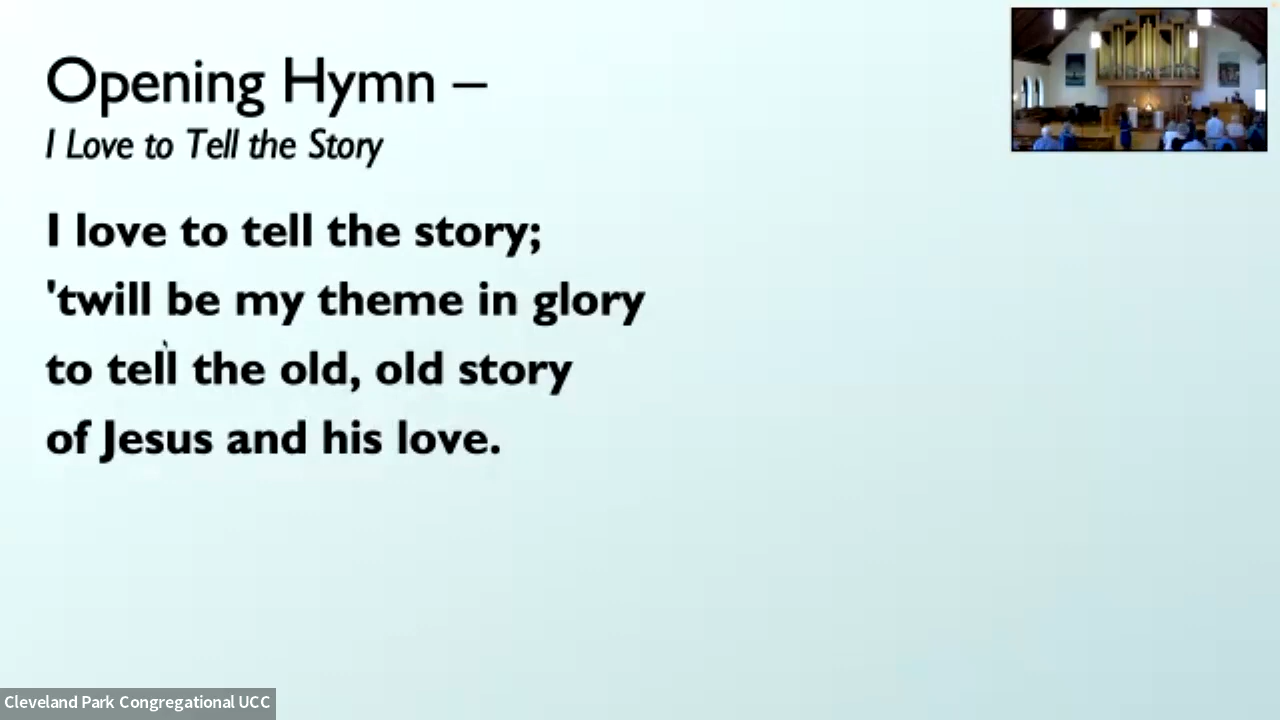 Opening Hymn –
I Love to Tell the Story
I love to tell the story;
'twill be my theme in glory
to tell the old, old story
of Jesus and his love.
Cleveland Park Congregational UCC